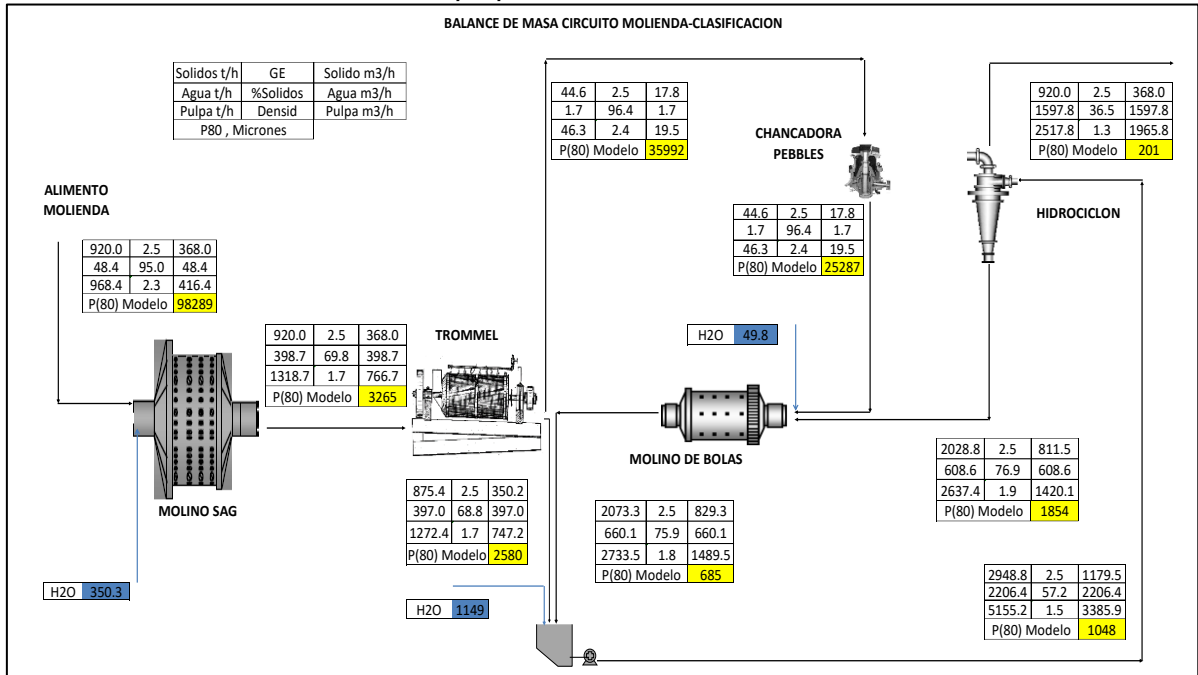 BALANCE DE MASA CIRCUITO MOLIENDA-CLASIFICACION
Solidos t/h GE Solido m3/h
Agua t/h %Solidos Agua m3/h
Pulpa t/h Densid Pulpa m3/h
P80 , Micrones
44.6 2.5 17.8
1.7 96.4 1.7
46.3 2.4 19.5
P(80) Modelo 35992
920.0 2.5 368.0
1597.8 36.5 1597.8
2517.8 1.3 1965.8
P(80) Modelo 201
CHANCADORA
PEBBLES
ALIMENTO
MOLIENDA
HIDROCICLON
44.6 2.5 17.8
1.7 96.4 1.7
46.3 2.4 19.5
P(80) Modelo 25287
920.0 2.5 368.0
48.4 95.0 48.4
968.4 2.3 416.4
P(80) Modelo 98289
920.0 2.5 368.0
398.7 69.8 398.7
1318.7 1.7 766.7
P(80) Modelo 3265
TROMMEL
H2O 49.8
MOLINO DE BOLAS
2028.8 2.5 811.5
608.6 76.9 608.6
2637.4 1.9 1420.1
P(80) Modelo 1854
MOLINO SAG
875.4 2.5 350.2
397.0 68.8 397.0
1272.4 1.7 747.2
P(80) Modelo 2580
2073.3 2.5 829.3
660.1 75.9 660.1
2733.5 1.8 1489.5
P(80) Modelo 685
H2O 350.3
H2O 1149
2948.8 2.5 1179.5
2206.4 57.2 2206.4
5155.2 1.5 3385.9
P(80) Modelo 1048